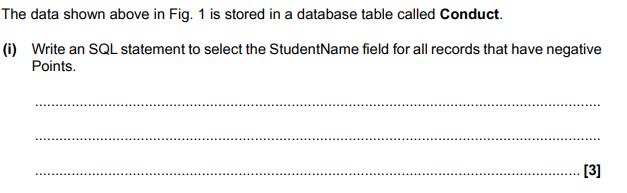 The data shown above in Fig. 1 is stored in a database table called Conduct.
(i) Write an SQL statement to select the StudentName field for all records that have negative
Points.
...................................................................................................................................................
...................................................................................................................................................
.............................................................................................................................................. [3]